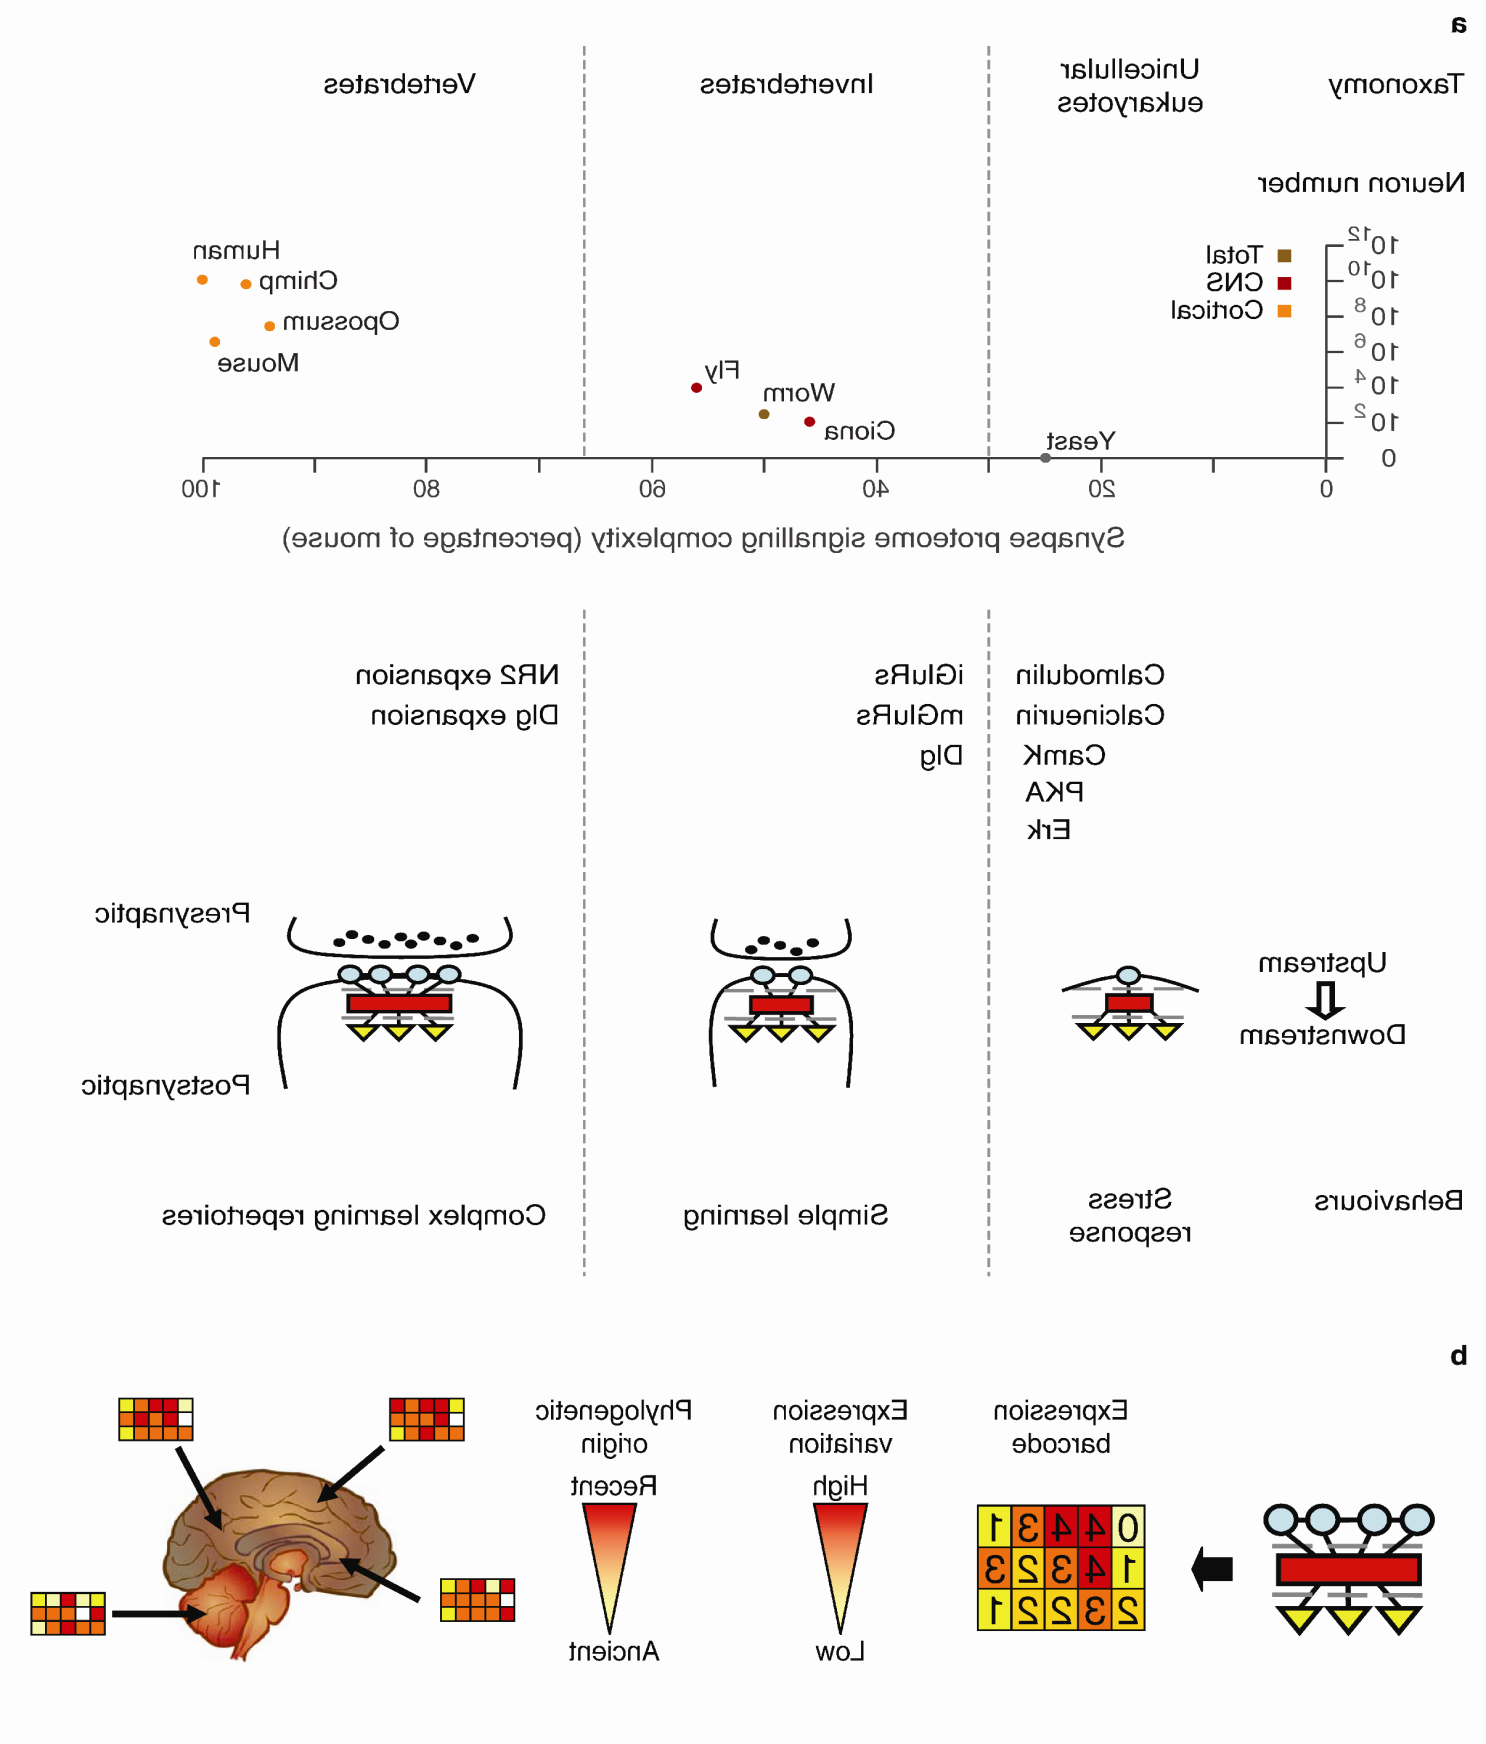 a
Taxonomy
Unicellular
eukaryotes
Invertebrates
Vertebrates
Neuron number
10¹²
10¹⁰
10⁸
10⁶
10⁴
10²
0
Total
CNS
Cortical
Yeast
Ciona
Worm
Fly
Opossum
Mouse
Chimp
Human
0
20
40
60
80
100
Synapse proteome signalling complexity (percentage of mouse)
Calmodulin
Calcineurin
CamK
PKA
Erk
iGluRs
mGluRs
Dlg
NR2 expansion
Dlg expansion
Upstream
Downstream
Presynaptic
Postsynaptic
Behaviours
Stress
response
Simple learning
Complex learning repertoires
b
Expression
barcode
0 4 4 3 1
1 4 3 2 3
2 3 2 2 1
Expression
variation
High
Low
Phylogenetic
origin
Recent
Ancient